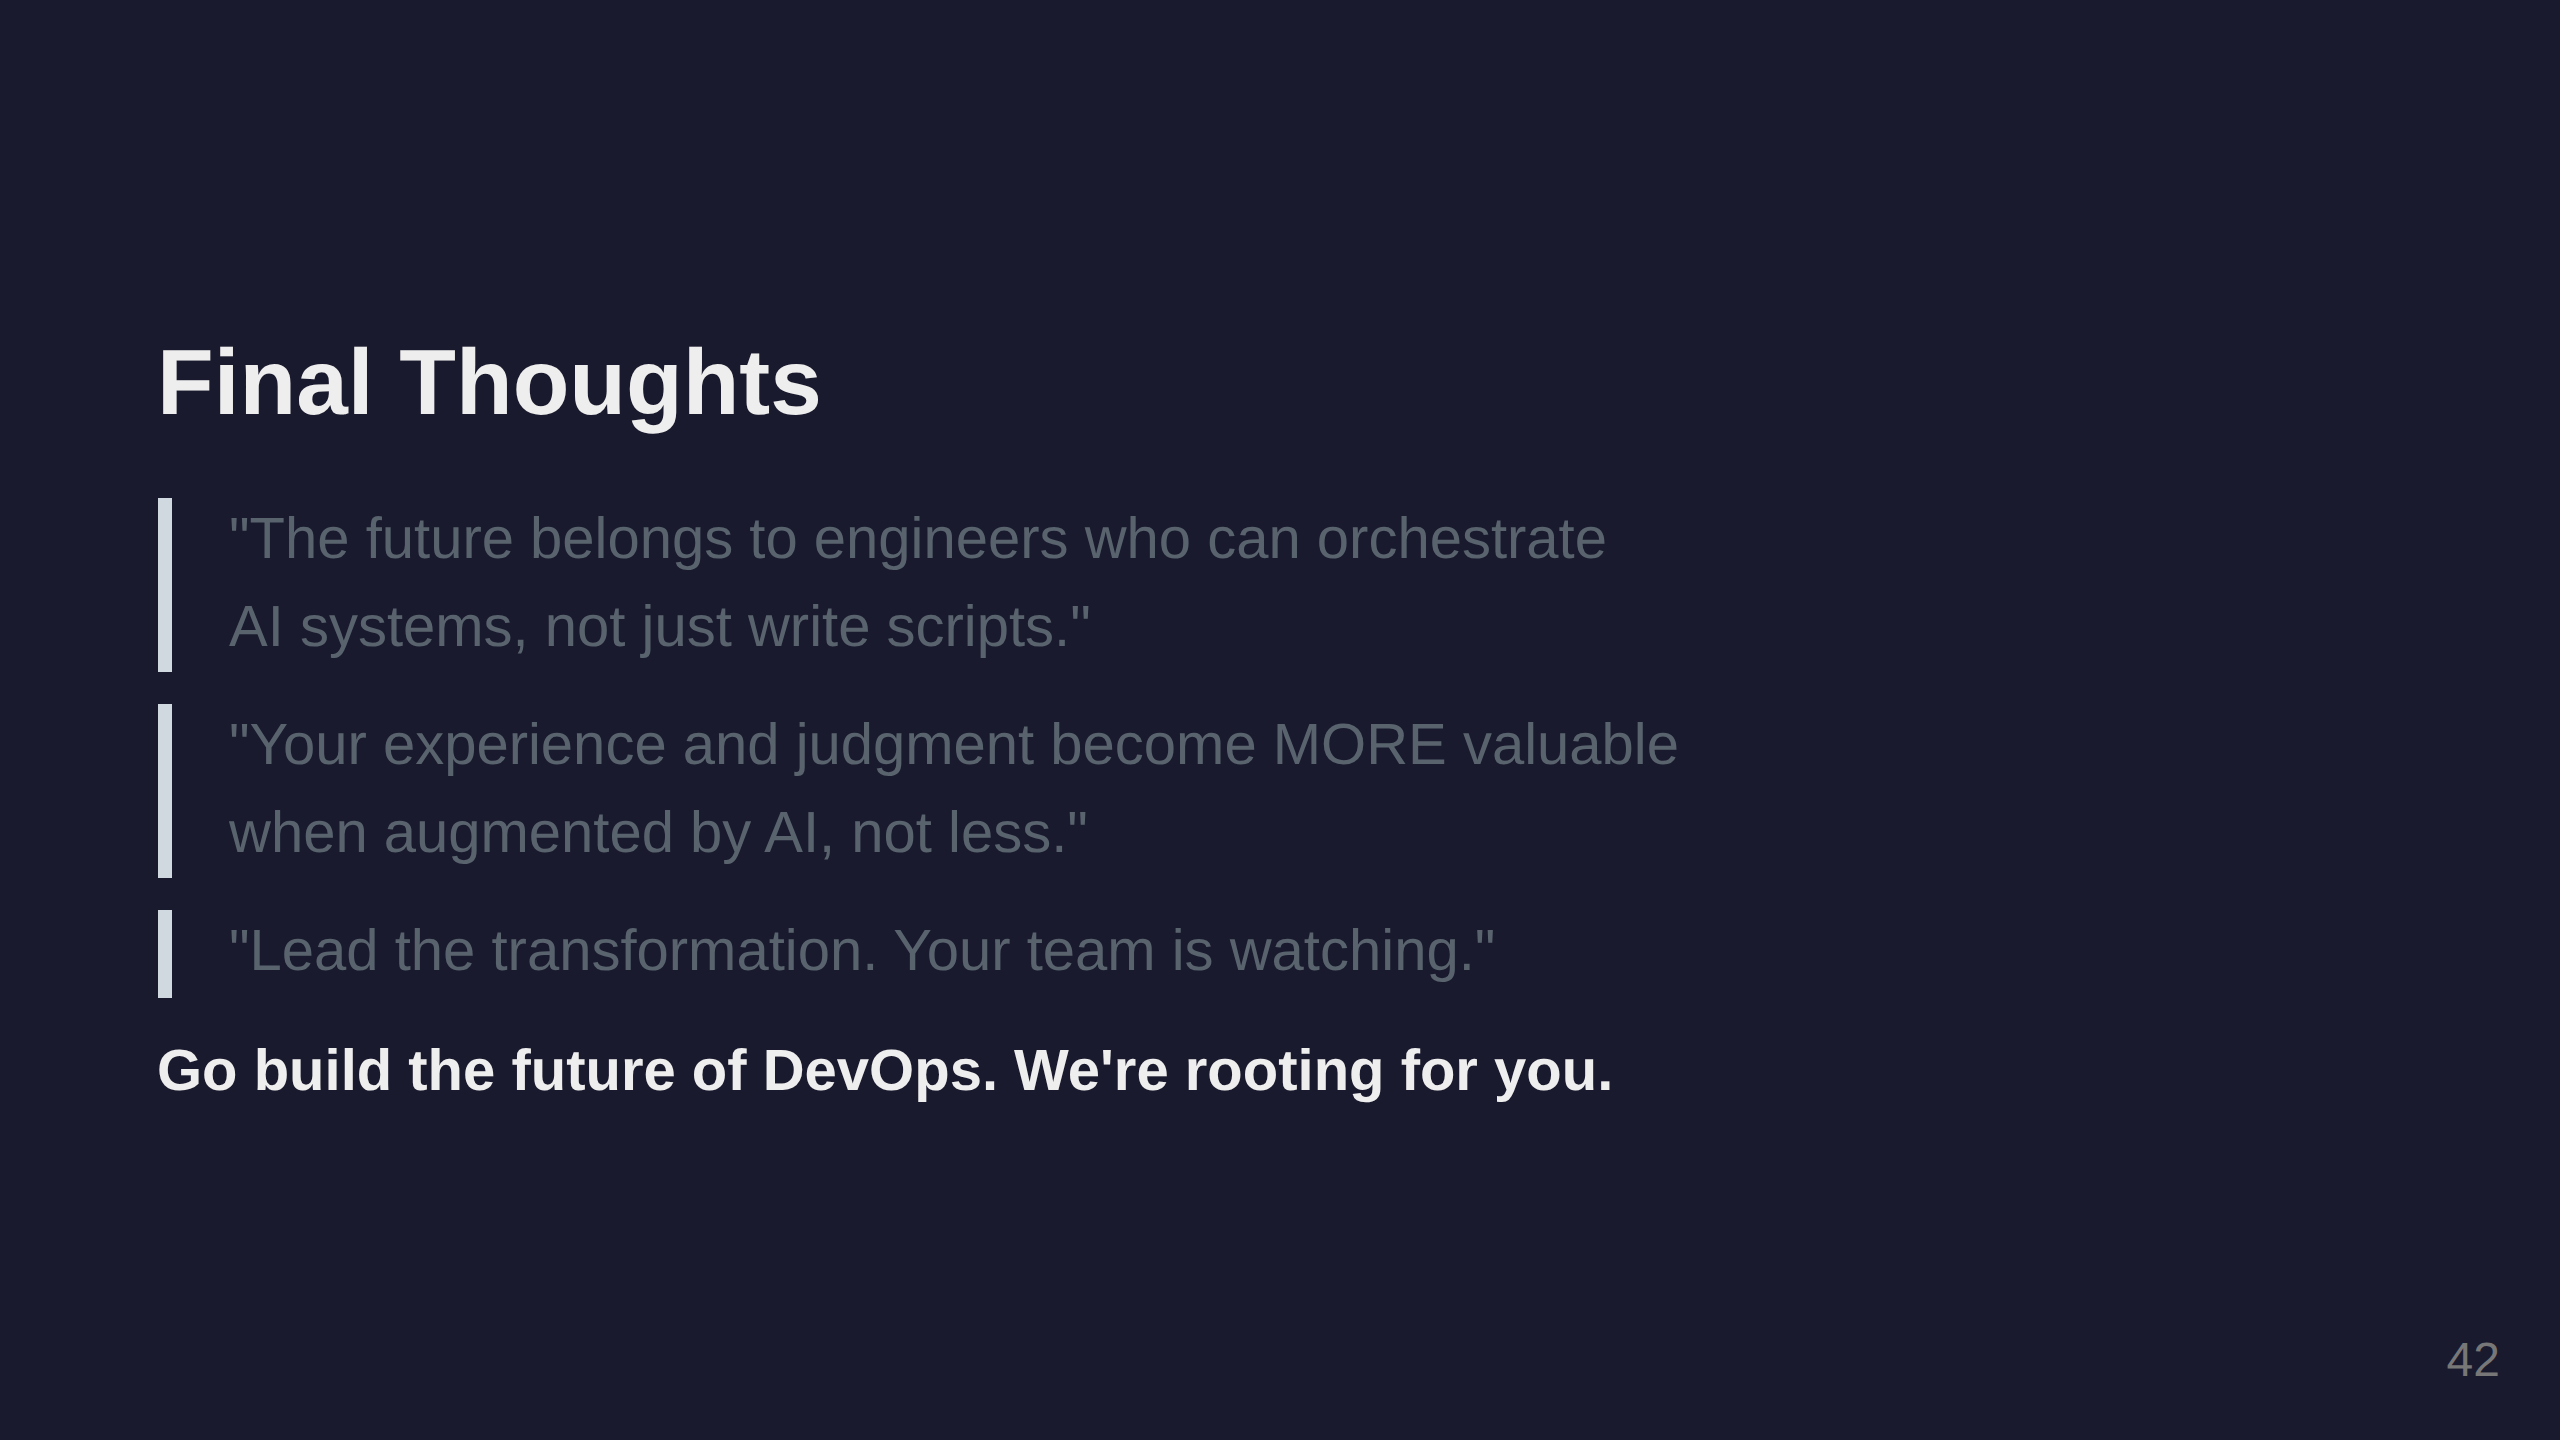 Final Thoughts
"The future belongs to engineers who can orchestrate
AI systems, not just write scripts."
"Your experience and judgment become MORE valuable
when augmented by AI, not less."
"Lead the transformation. Your team is watching."
Go build the future of DevOps. We're rooting for you.
42